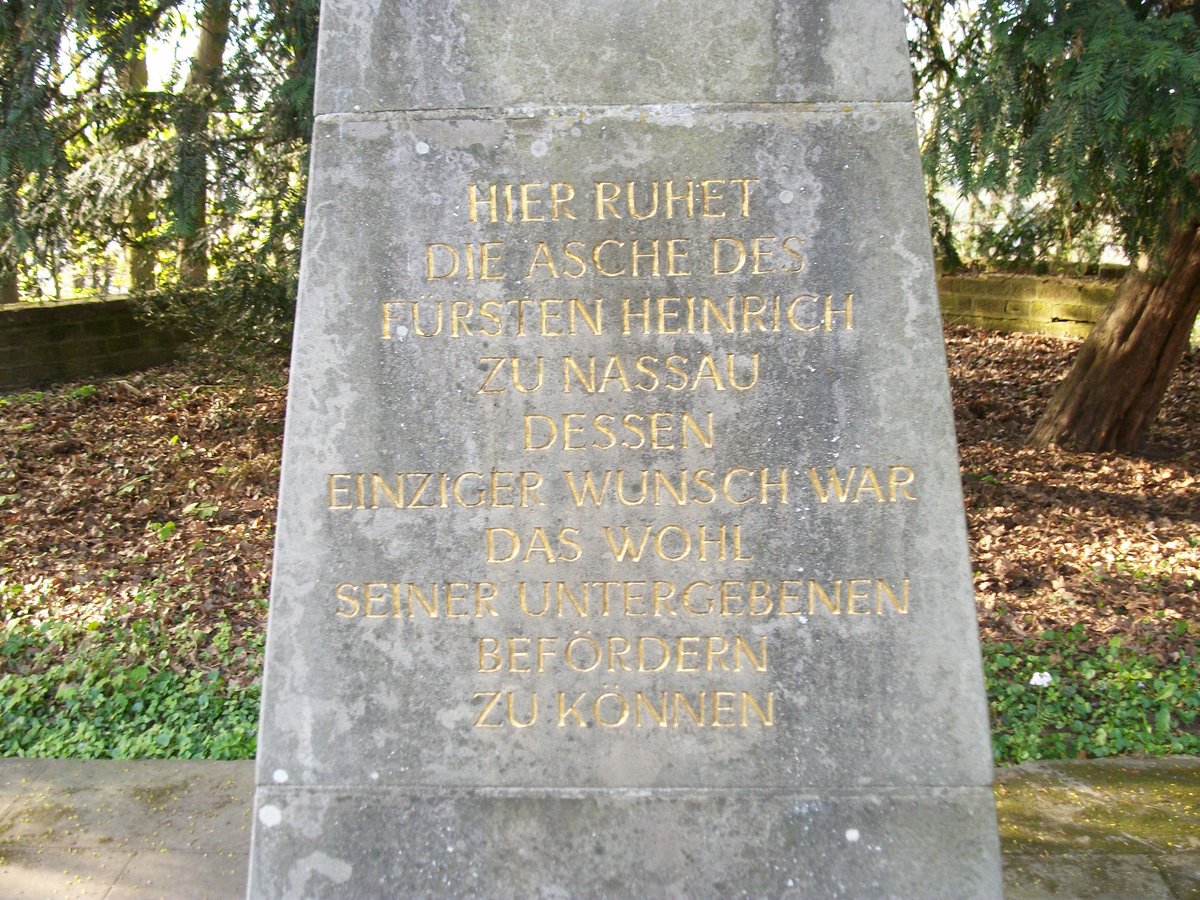 HIER RUHET
DIE ASCHE DES
FÜRSTEN HEINRICH
ZU NASSAU
DESSEN
EINZIGER WUNSCH WAR
DAS WOHL
SEINER UNTERGEBENEN
BEFÖRDERN
ZU KÖNNEN